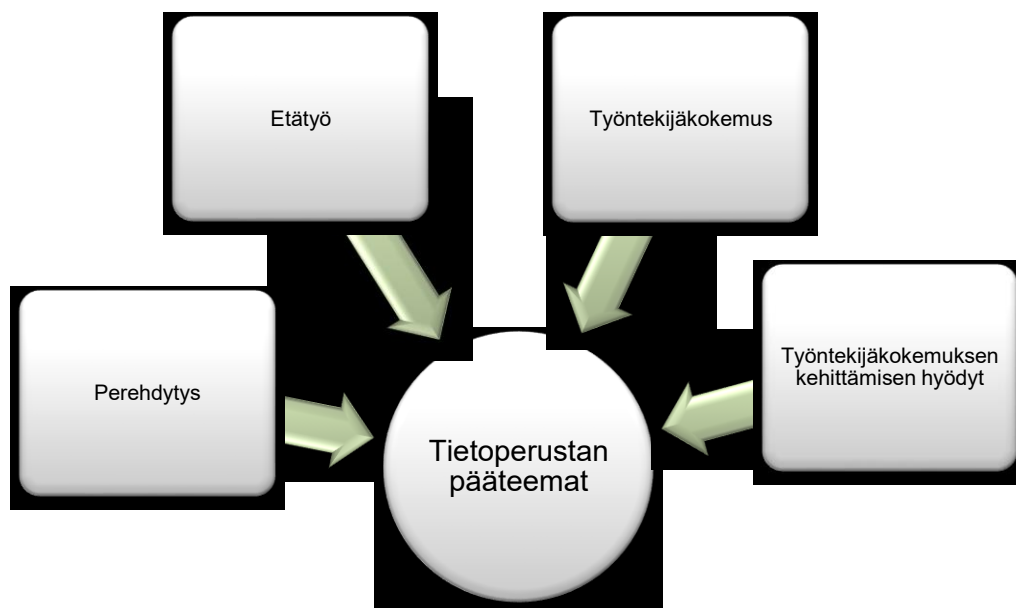 Etätyö
Työntekijäkokemus
Perehdytys
Työntekijäkokemuksen
kehittämisen hyödyt
Tietoperustan
pääteemat